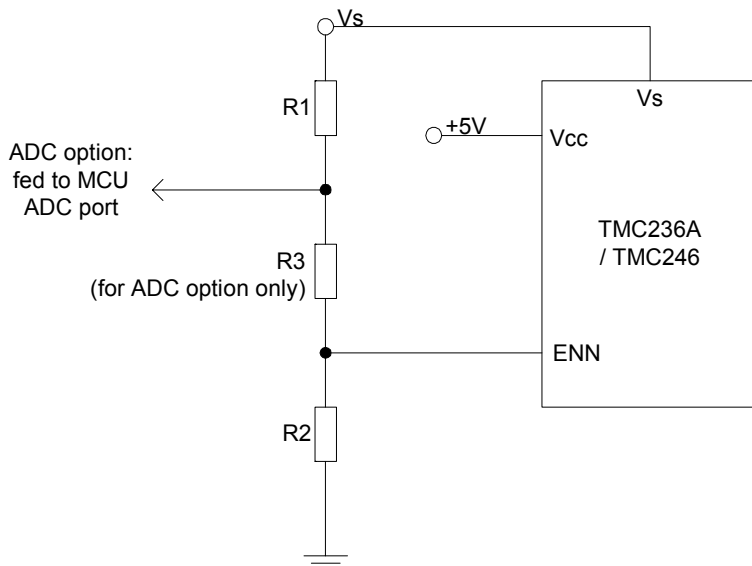 Vs
R1
Vs
+5V
Vcc
ADC option:
fed to MCU
ADC port
TMC236A
/ TMC246
R3
(for ADC option only)
ENN
R2